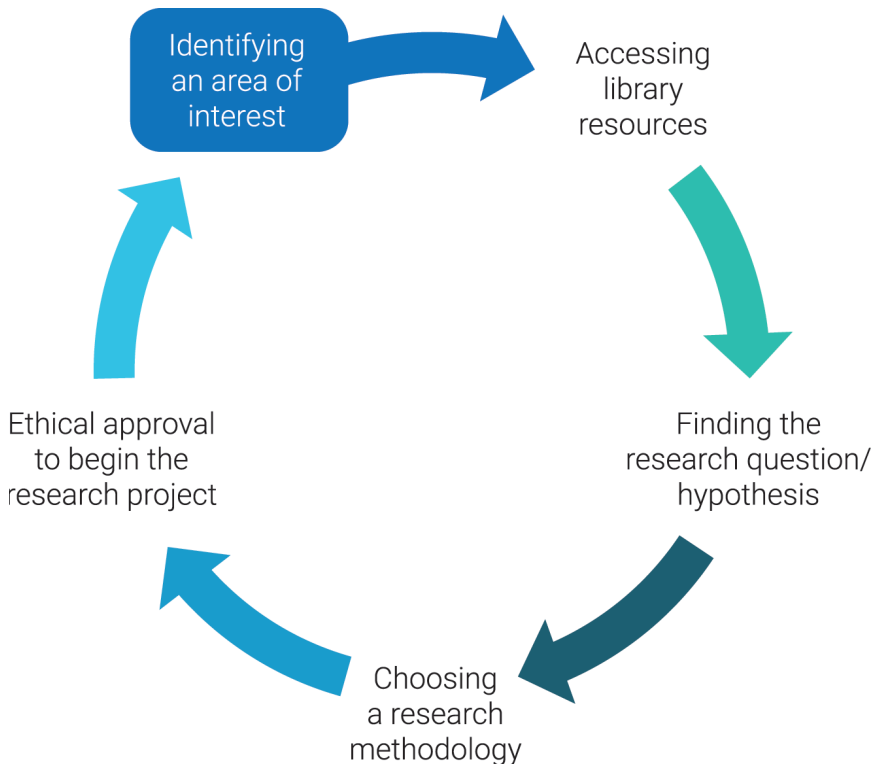 Identifying
an area of
interest
Accessing
library
resources
Finding the
research question/
hypothesis
Choosing
a research
methodology
Ethical approval
to begin the
research project